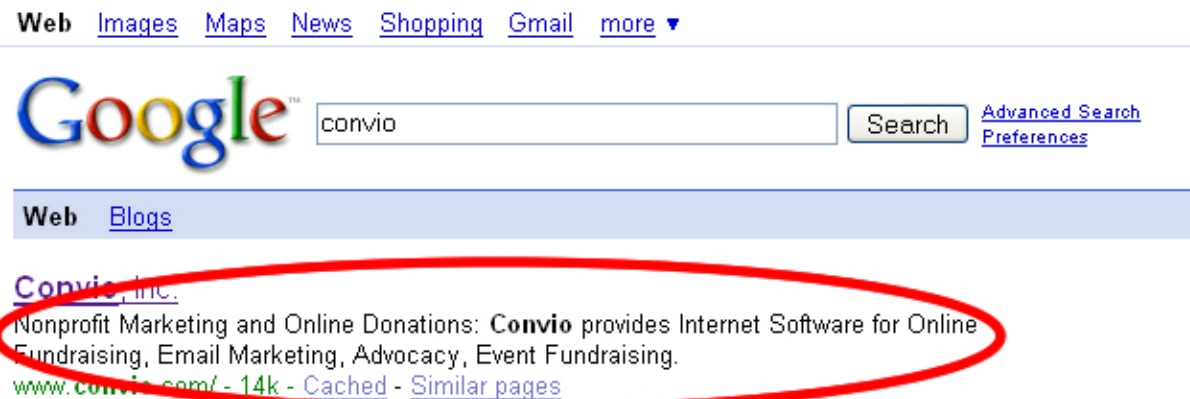 Web Images Maps News Shopping Gmail more ▼
Google™ convio Search Advanced Search
Preferences
Web Blogs
Convio, Inc.
Nonprofit Marketing and Online Donations: Convio provides Internet Software for Online
Fundraising, Email Marketing, Advocacy, Event Fundraising.
www.convio.com/ - 14k - Cached - Similar pages